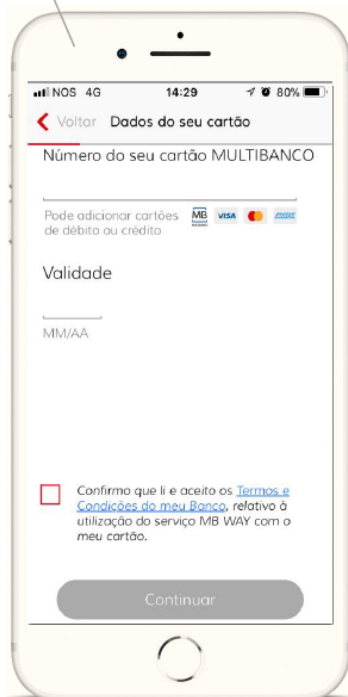 NOS 4G 14:29 80%
Voltar Dados do seu cartão
Número do seu cartão MULTIBANCO
Pode adicionar cartões MB VISA
de débito ou crédito
Validade
MM/AA
Confirmo que li e aceito os Termos e
Condições do meu Banco, relativo à
utilização do serviço MB WAY com o
meu cartão.
Continuar